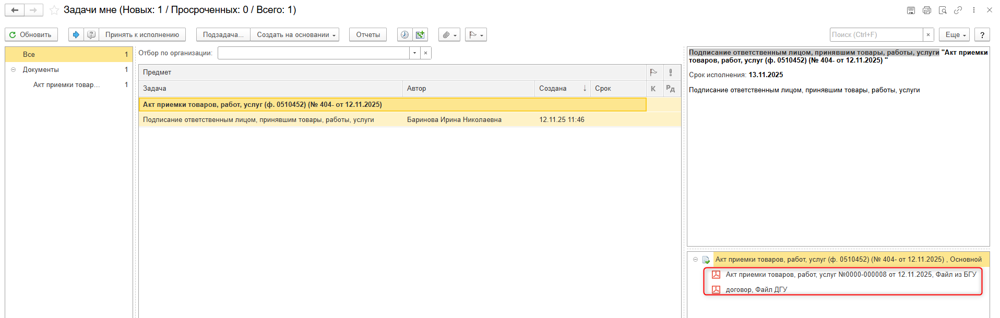 Задачи мне (Новых: 1 / Просроченных: 0 / Всего: 1)
Обновить
Принять к исполнению
Подзадача...
Создать на основании
Отчеты
Поиск (Ctrl+F)
×
Еще
?
Все 1
Документы 1
Акт приемки товар... 1
Отбор по организации:
Предмет
Задача Автор Создана ↓ Срок К Рд
Акт приемки товаров, работ, услуг (ф. 0510452) (№ 404- от 12.11.2025)
Подписание ответственным лицом, принявшим товары, работы, услуги Баринова Ирина Николаевна 12.11.25 11:46
Подписание ответственным лицом, принявшим товары, работы, услуги "Акт приемки
товаров, работ, услуг (ф. 0510452) (№ 404- от 12.11.2025) "
Срок исполнения: 13.11.2025
Подписание ответственным лицом, принявшим товары, работы, услуги
Акт приемки товаров, работ, услуг (ф. 0510452) (№ 404- от 12.11.2025) , Основной
Акт приемки товаров, работ, услуг №0000-000008 от 12.11.2025, Файл из БГУ
договор, Файл ДГУ